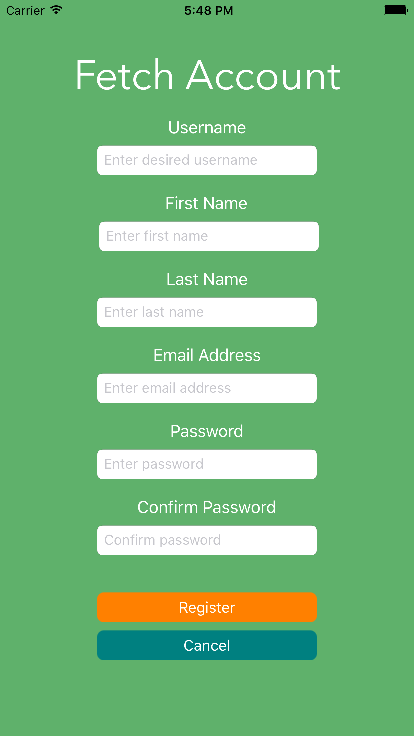 Carrier 5:48 PM
Fetch Account
Username
Enter desired username
First Name
Enter first name
Last Name
Enter last name
Email Address
Enter email address
Password
Enter password
Confirm Password
Confirm password
Register
Cancel